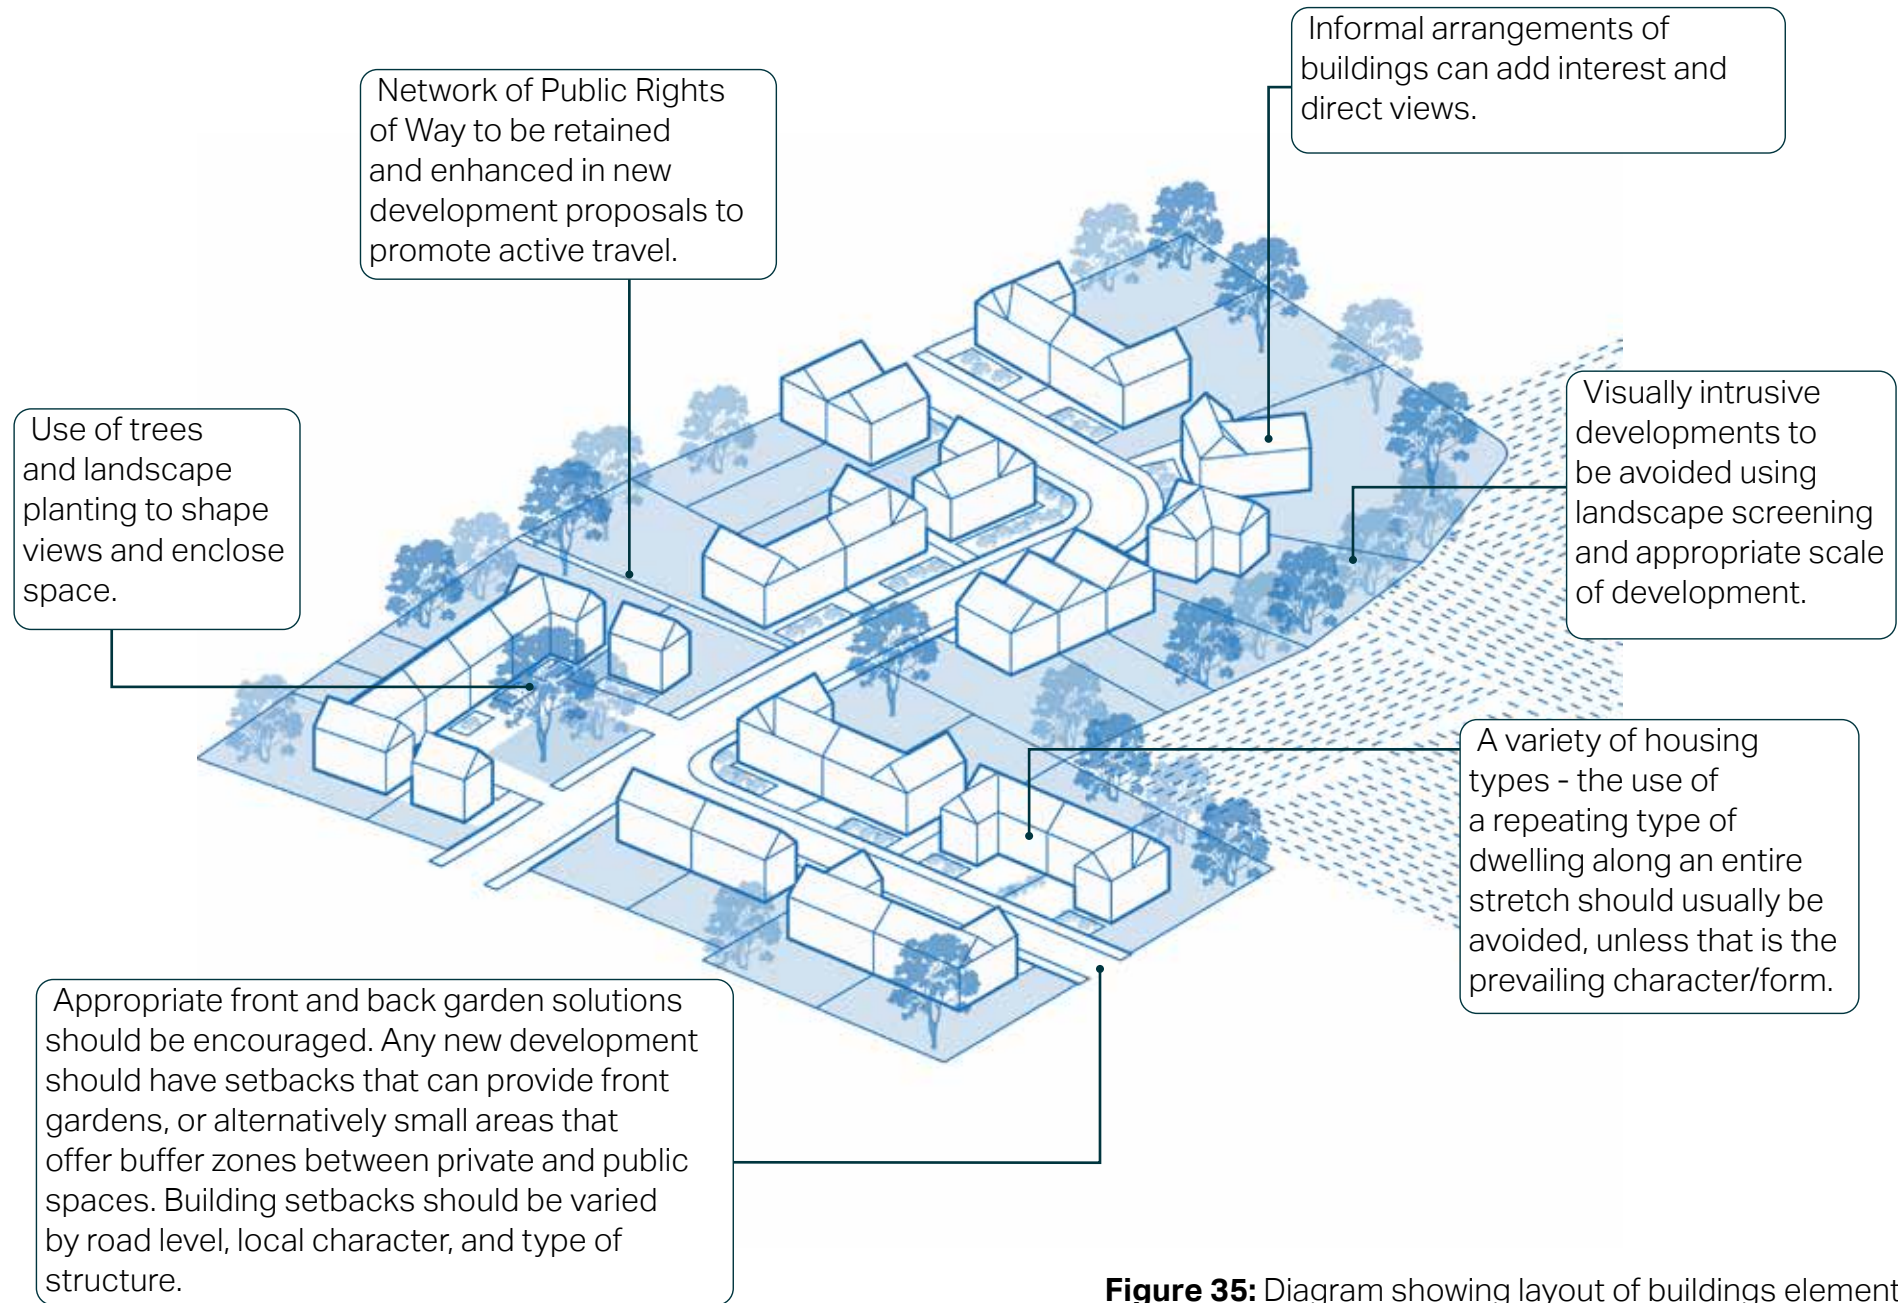 Informal arrangements of
buildings can add interest and
direct views.
Network of Public Rights
of Way to be retained
and enhanced in new
development proposals to
promote active travel.
Visually intrusive
developments to
be avoided using
landscape screening
and appropriate scale
of development.
Use of trees
and landscape
planting to shape
views and enclose
space.
A variety of housing
types - the use of
a repeating type of
dwelling along an entire
stretch should usually be
avoided, unless that is the
prevailing character/form.
Appropriate front and back garden solutions
should be encouraged. Any new development
should have setbacks that can provide front
gardens, or alternatively small areas that
offer buffer zones between private and public
spaces. Building setbacks should be varied
by road level, local character, and type of
structure.
Figure 35: Diagram showing layout of buildings element